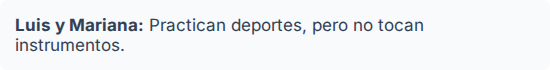 Luis y Mariana: Practican deportes, pero no tocan
instrumentos.